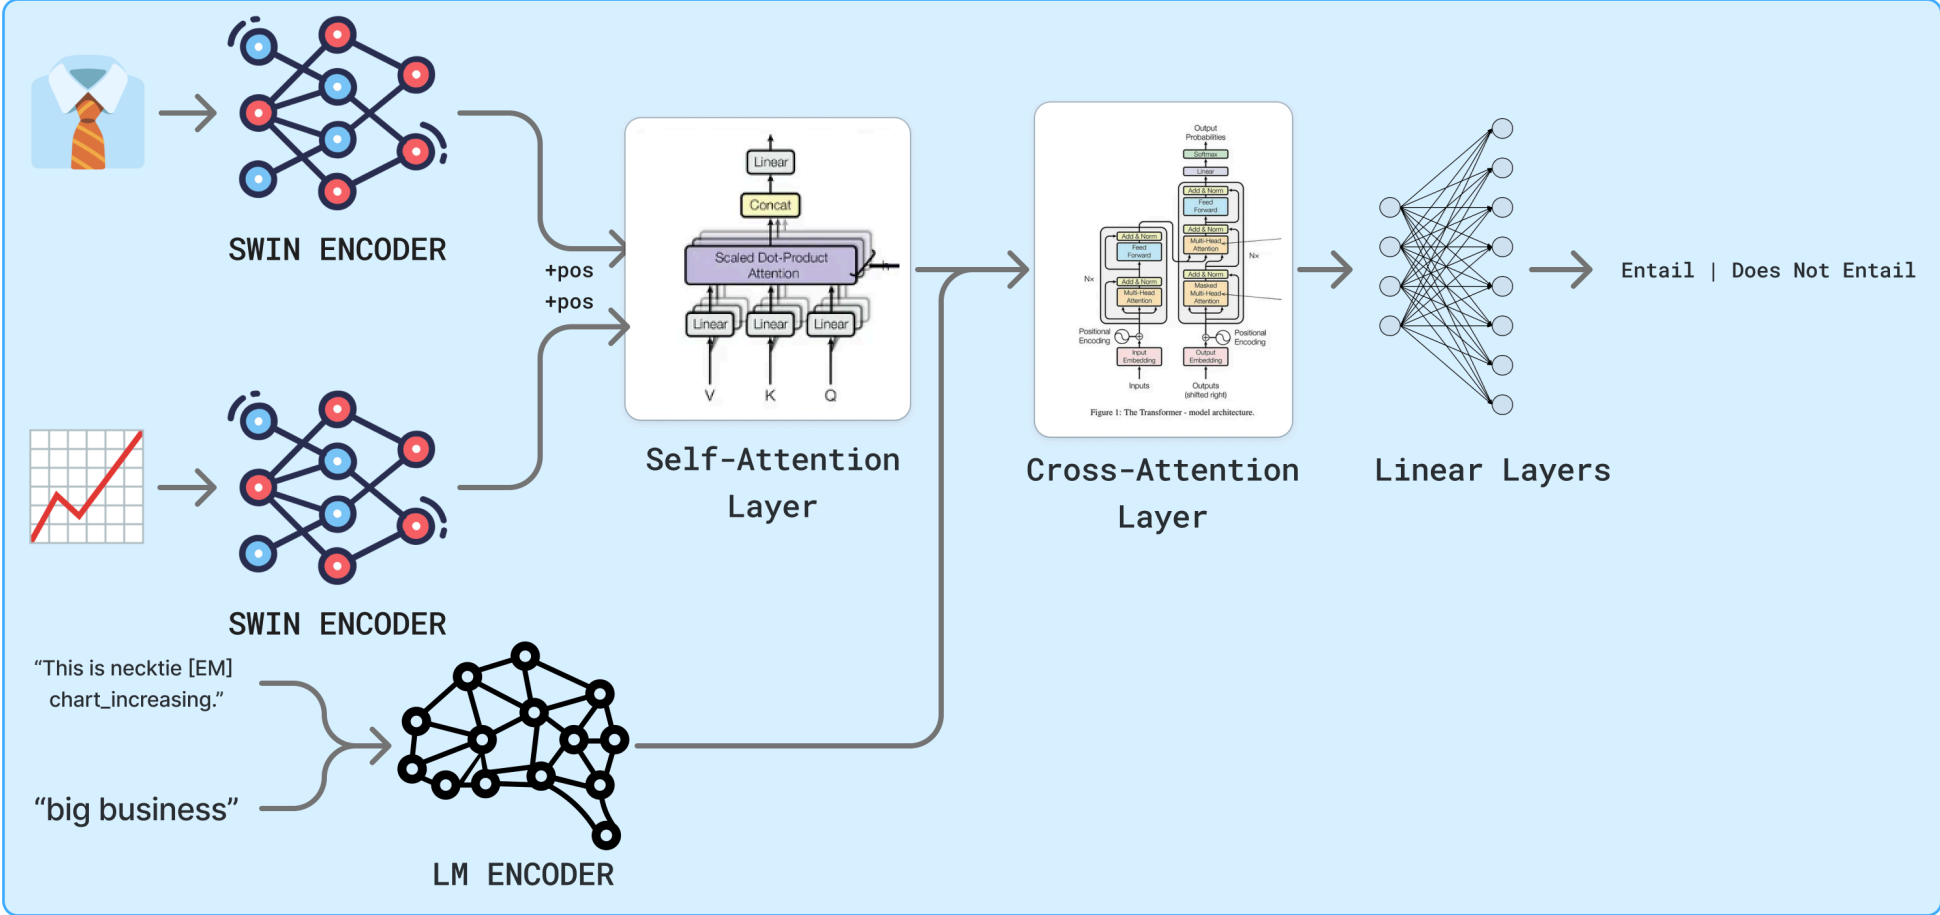 SWIN ENCODER
+pos
+pos
SWIN ENCODER
“This is necktie [EM]
chart_increasing.”
“big business”
LM ENCODER
Linear
Concat
Scaled Dot-Product
Attention
h
Linear
Linear
Linear
V
K
Q
Self-Attention
Layer
Output
Probabilities
Softmax
Linear
Add & Norm
Feed
Forward
Add & Norm
Multi-Head
Attention
Add & Norm
Masked
Multi-Head
Attention
Nx
Add & Norm
Feed
Forward
Add & Norm
Multi-Head
Attention
Nx
Positional
Encoding
Positional
Encoding
Input
Embedding
Output
Embedding
Inputs
Outputs
(shifted right)
Figure 1: The Transformer - model architecture.
Cross-Attention
Layer
Linear Layers
Entail | Does Not Entail